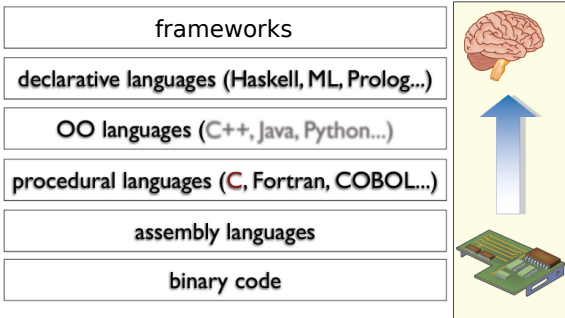 frameworks
declarative languages (Haskell, ML, Prolog...)
OO languages (C++, Java, Python...)
procedural languages (C, Fortran, COBOL...)
assembly languages
binary code